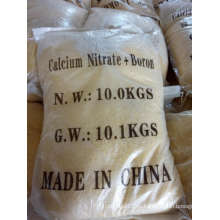 Calcium Nitrate+Boron
N.W.: 10.0KGS
G.W.: 10.1KGS
MADE IN CHINA